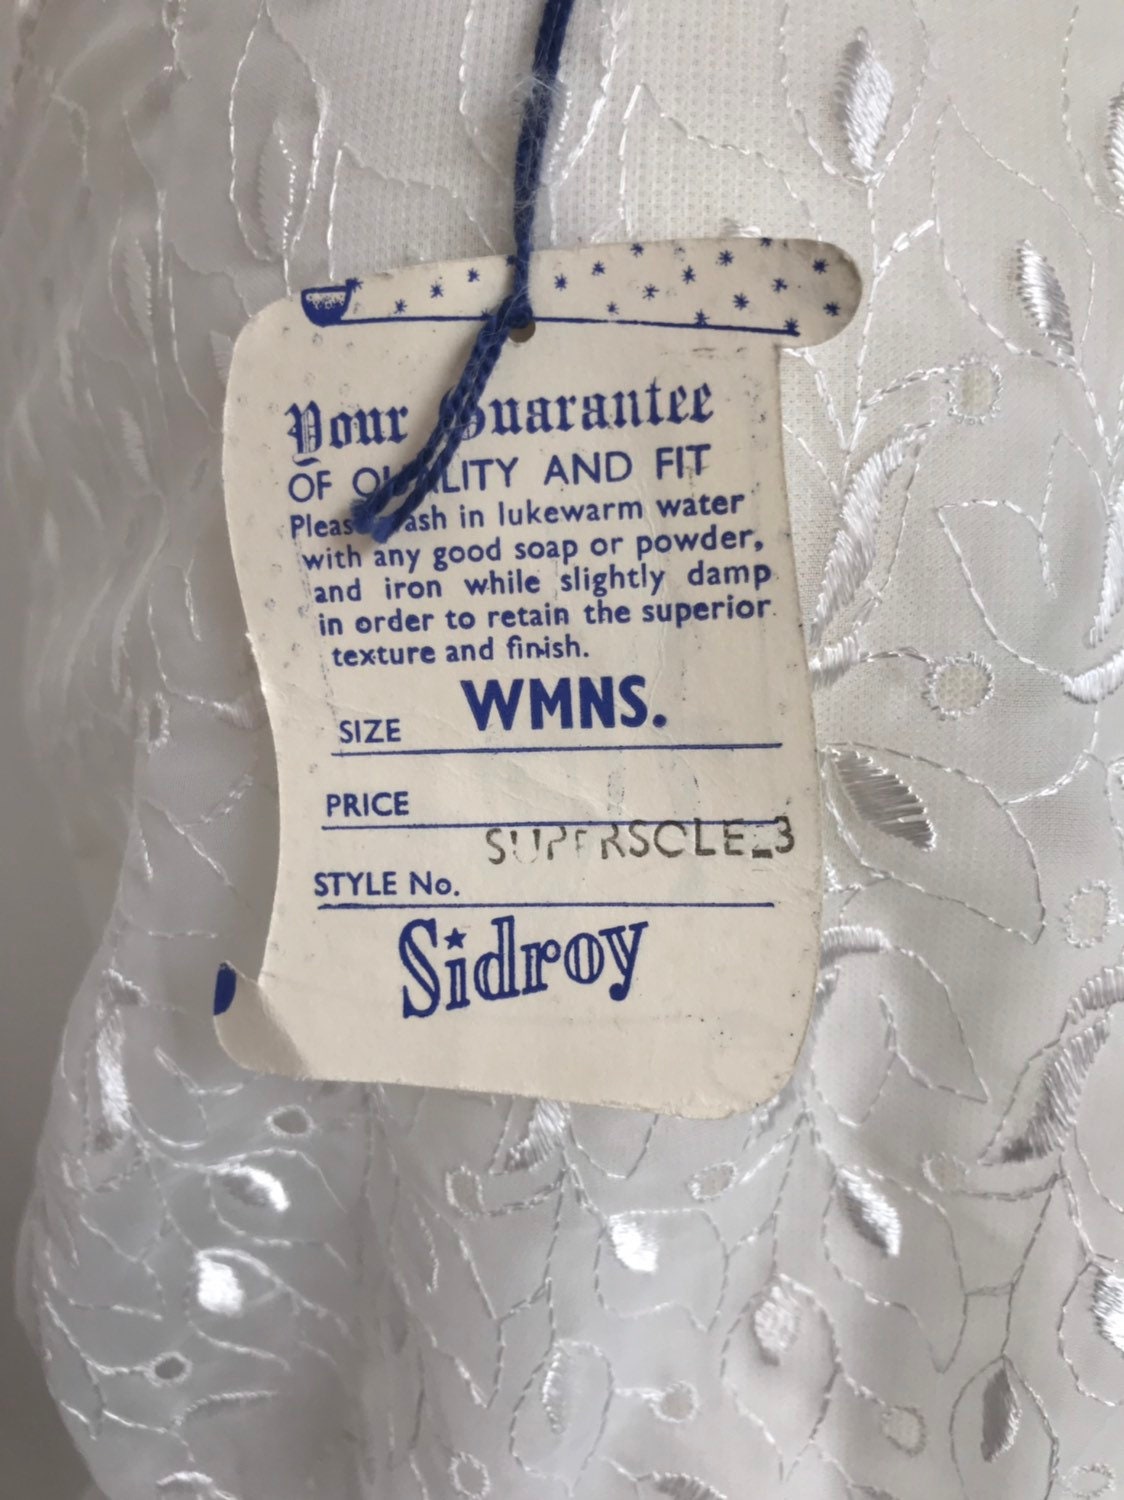 Your Guarantee
OF QUALITY AND FIT
Please wash in lukewarm water
with any good soap or powder,
and iron while slightly damp
in order to retain the superior
texture and finish.
SIZE WMNS.
PRICE
SUPERSOLE_3
STYLE No.
Sidroy